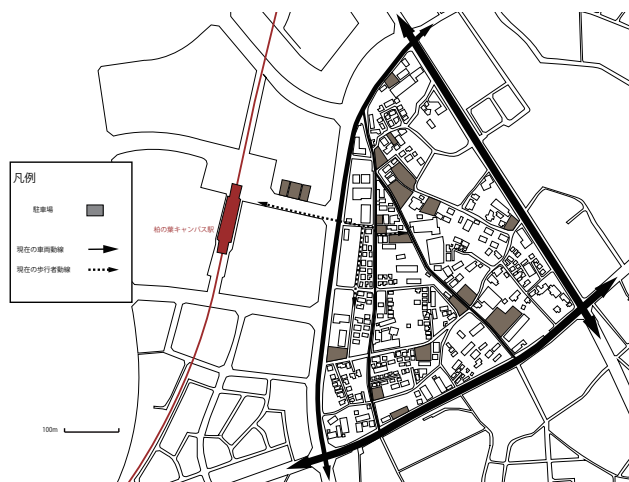 凡例
駐車場
柏の葉キャンパス駅
現在の車両動線
現在の歩行者動線
100m